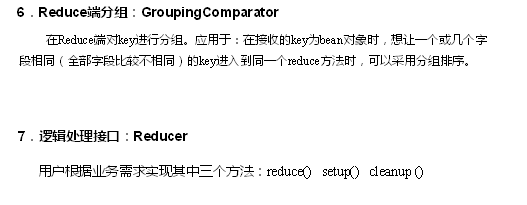 6．Reduce端分组：GroupingComparator
在Reduce端对key进行分组。应用于：在接收的key为bean对象时，想让一个或几个字
段相同（全部字段比较不相同）的key进入到同一个reduce方法时，可以采用分组排序。
7．逻辑处理接口：Reducer
用户根据业务需求实现其中三个方法：reduce() setup() cleanup ()